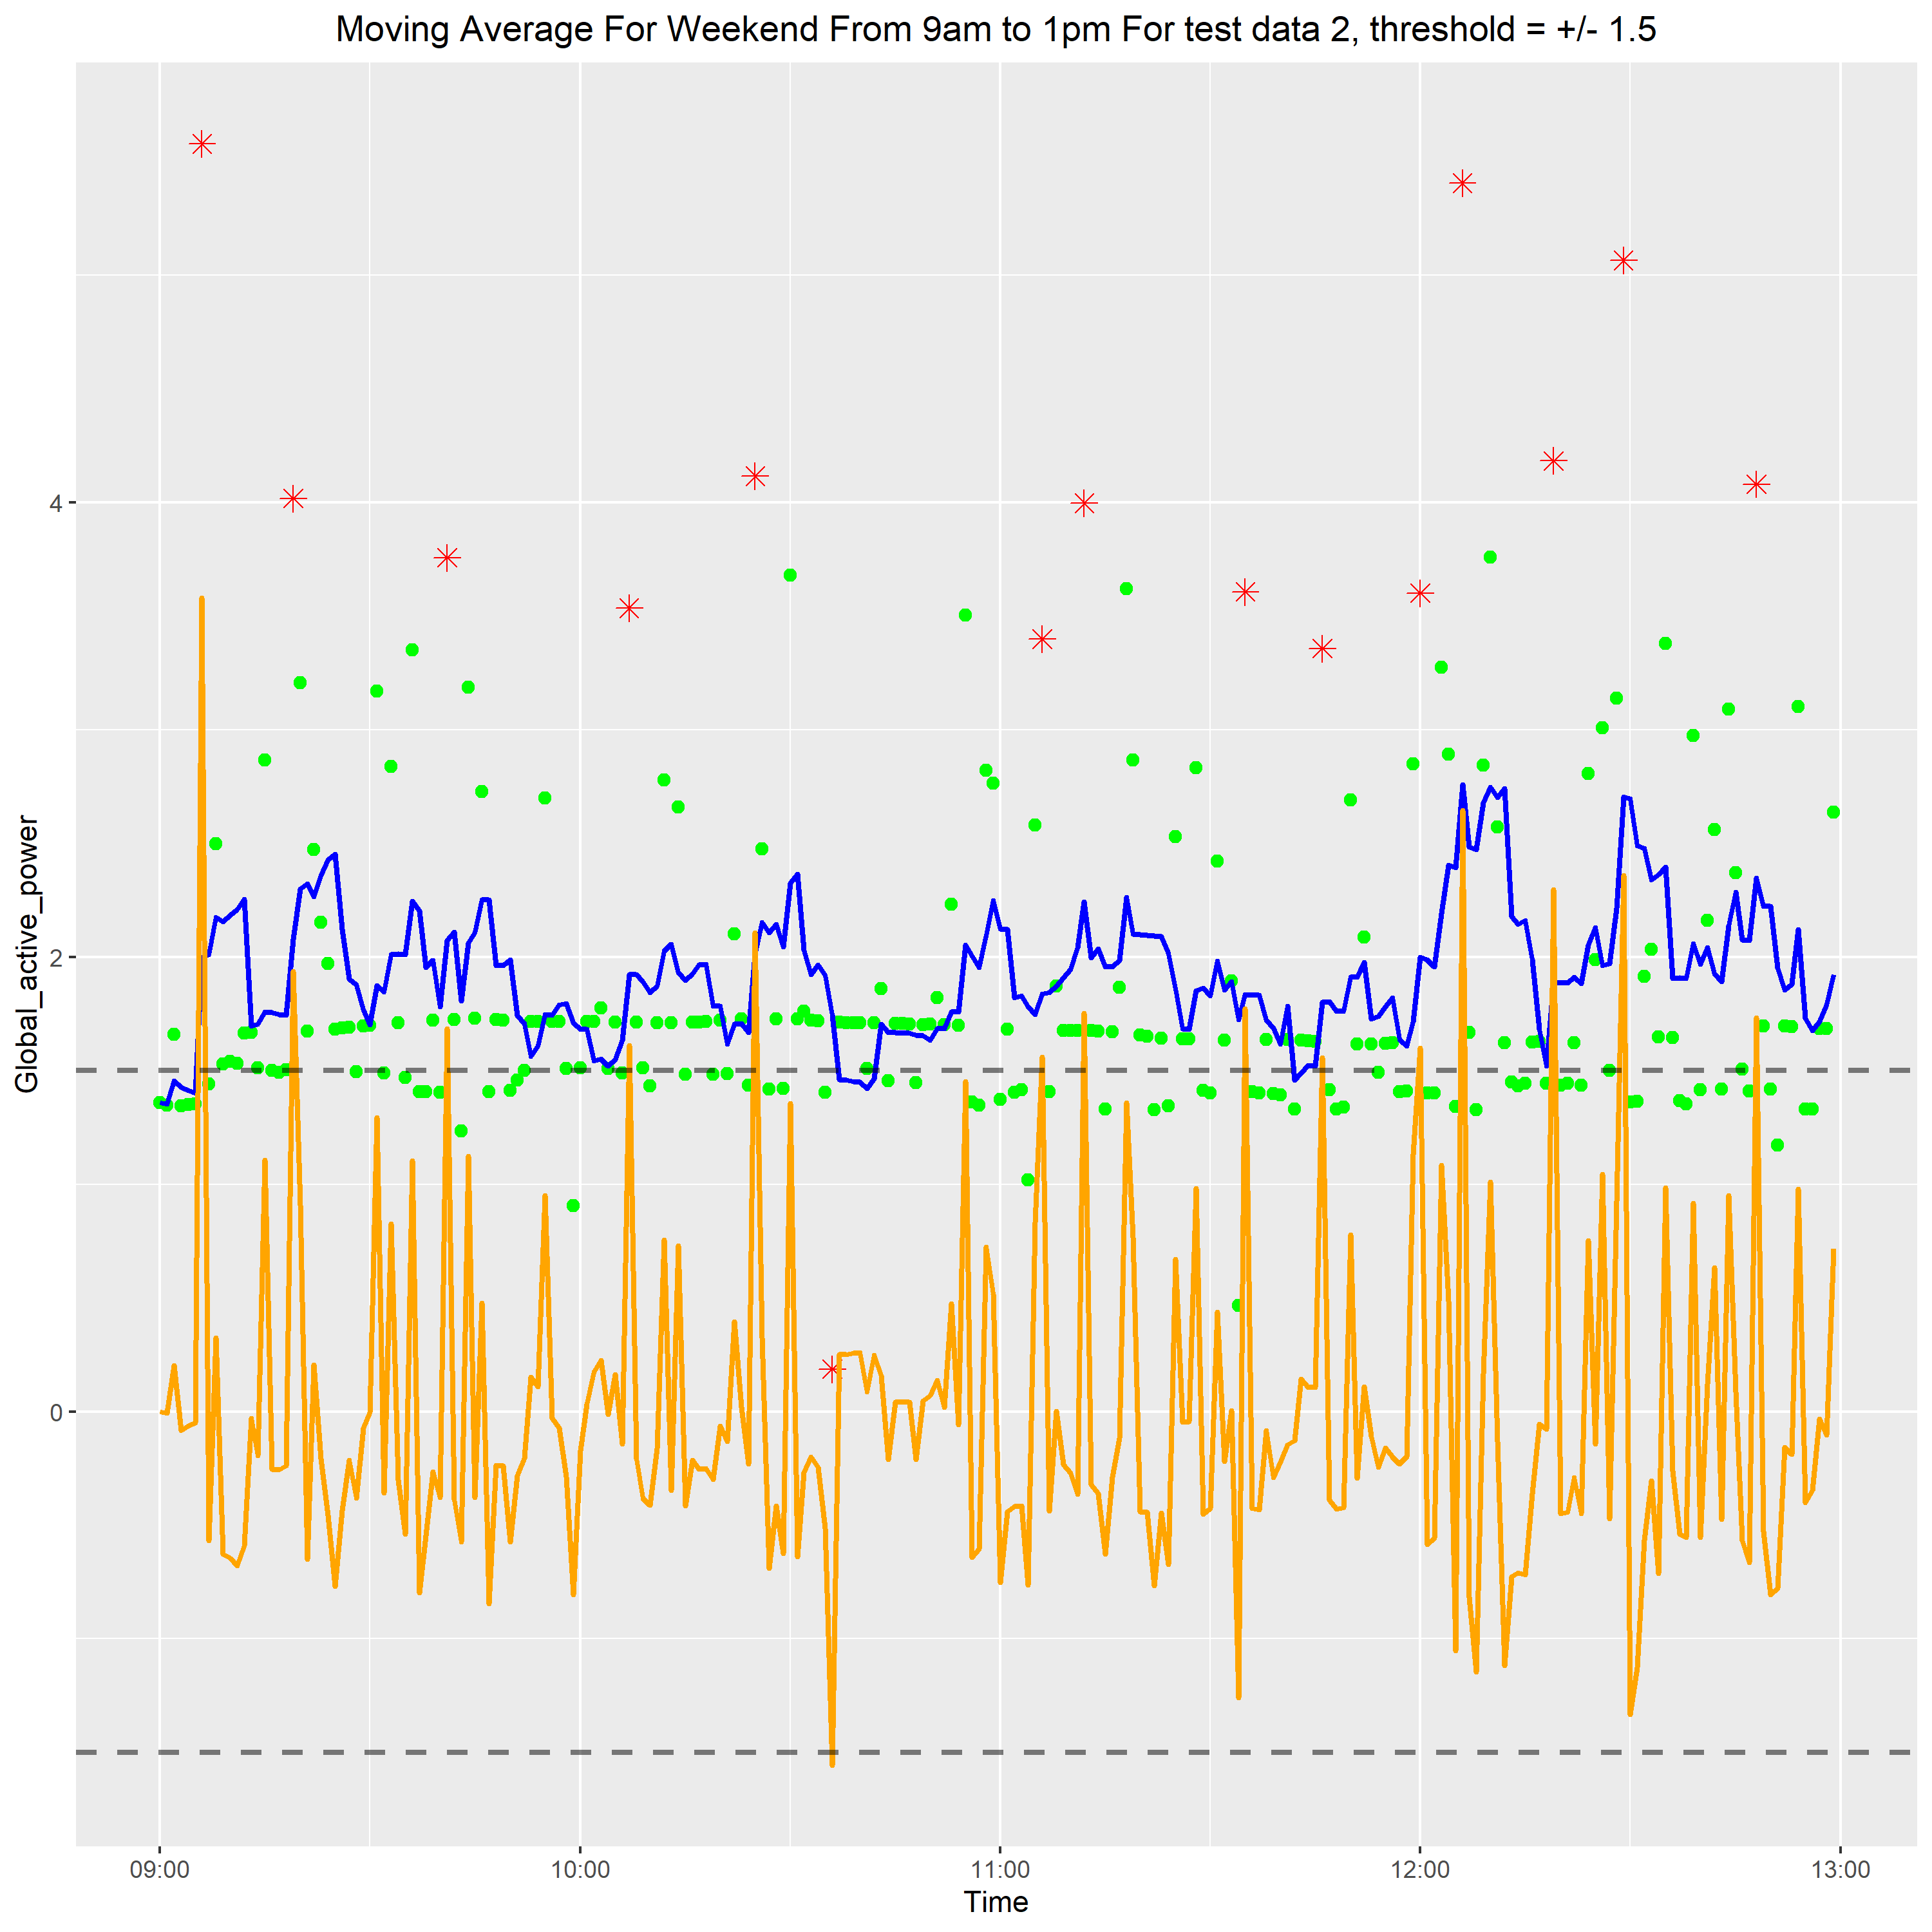 Moving Average For Weekend From 9am to 1pm For test data 2, threshold = +/- 1.5
Global_active_power
4
2
0
09:00
10:00
11:00
12:00
13:00
Time